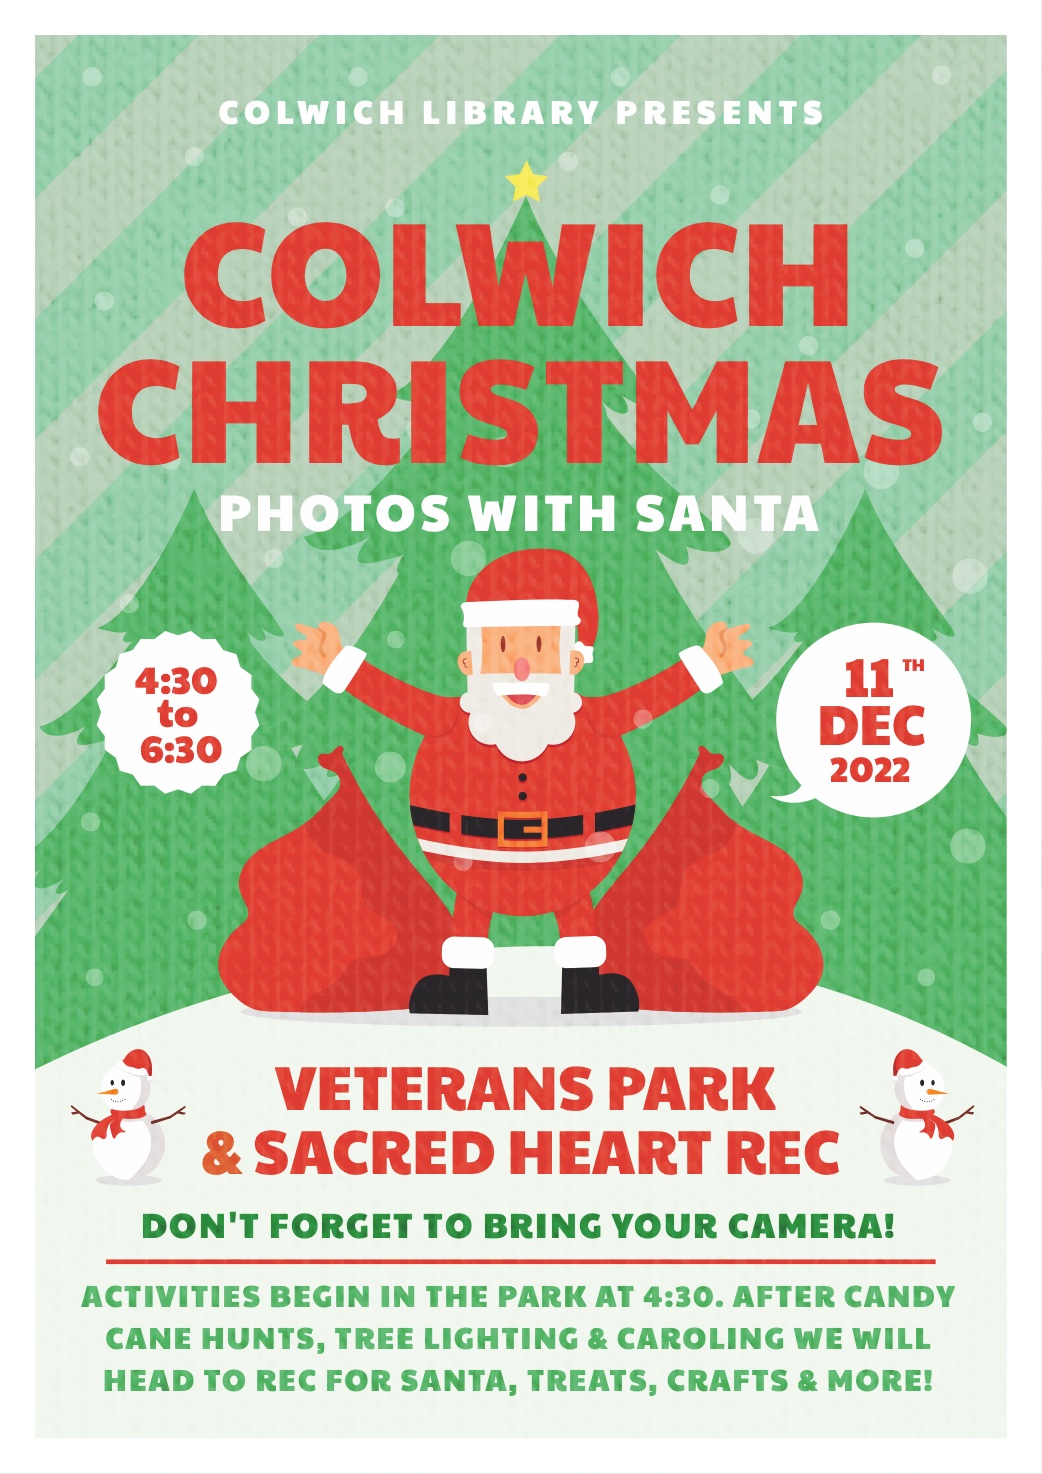 COLWICH LIBRARY PRESENTS
COLWICH
CHRISTMAS
PHOTOS WITH SANTA
4:30
to
6:30
11TH
DEC
2022
VETERANS PARK
& SACRED HEART REC
DON'T FORGET TO BRING YOUR CAMERA!
ACTIVITIES BEGIN IN THE PARK AT 4:30. AFTER CANDY
CANE HUNTS, TREE LIGHTING & CAROLING WE WILL
HEAD TO REC FOR SANTA, TREATS, CRAFTS & MORE!